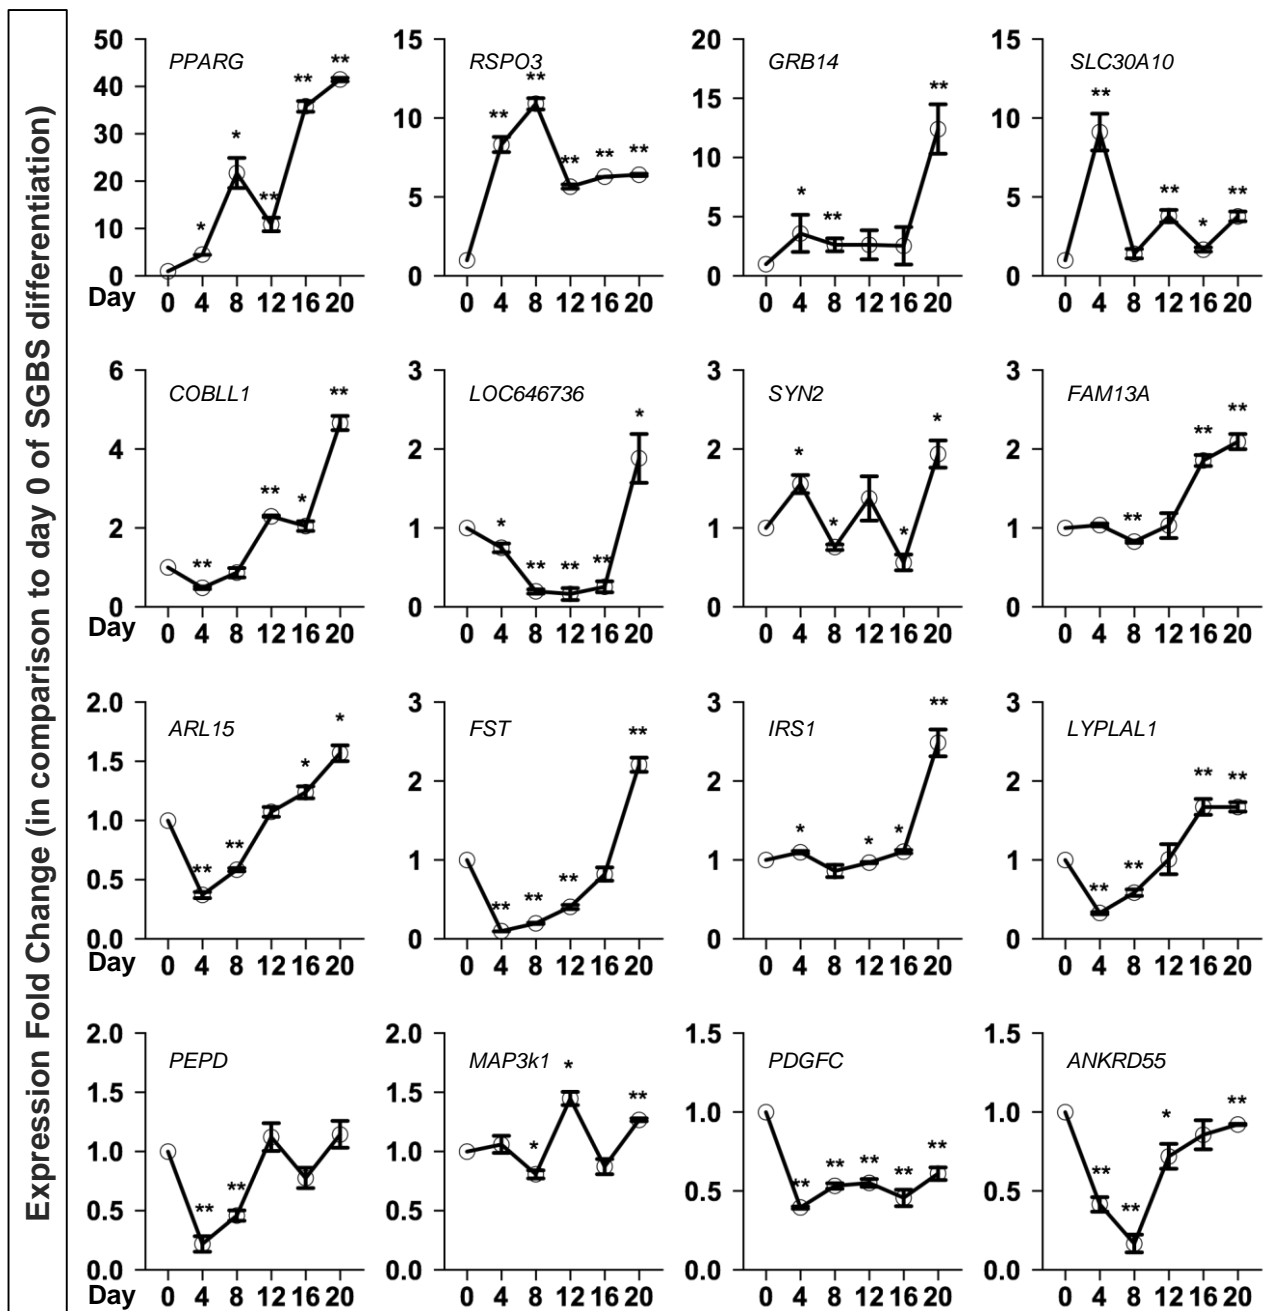 Expression Fold Change (in comparison to day 0 of SGBS differentiation)
PPARG
50
40
30
20
10
0
* * ** ** **
Day 0 4 8 12 16 20
RSPO3
15
10
5
0
** ** ** ** **
0 4 8 12 16 20
GRB14
20
15
10
5
0
* ** **
0 4 8 12 16 20
SLC30A10
15
10
5
0
** ** * **
0 4 8 12 16 20
COBLL1
6
4
2
0
** ** * **
Day 0 4 8 12 16 20
LOC646736
3
2
1
0
* ** ** ** *
0 4 8 12 16 20
SYN2
3
2
1
0
* * * *
0 4 8 12 16 20
FAM13A
3
2
1
0
** ** **
0 4 8 12 16 20
ARL15
2.0
1.5
1.0
0.5
0.0
** ** * *
Day 0 4 8 12 16 20
FST
3
2
1
0
** ** ** **
0 4 8 12 16 20
IRS1
3
2
1
0
* * * **
0 4 8 12 16 20
LYPLAL1
3
2
1
0
** ** ** **
0 4 8 12 16 20
PEPD
2.0
1.5
1.0
0.5
0.0
** **
Day 0 4 8 12 16 20
MAP3k1
2.0
1.5
1.0
0.5
0.0
* * **
0 4 8 12 16 20
PDGFC
1.5
1.0
0.5
0.0
** ** ** ** **
0 4 8 12 16 20
ANKRD55
1.5
1.0
0.5
0.0
** ** * **
0 4 8 12 16 20